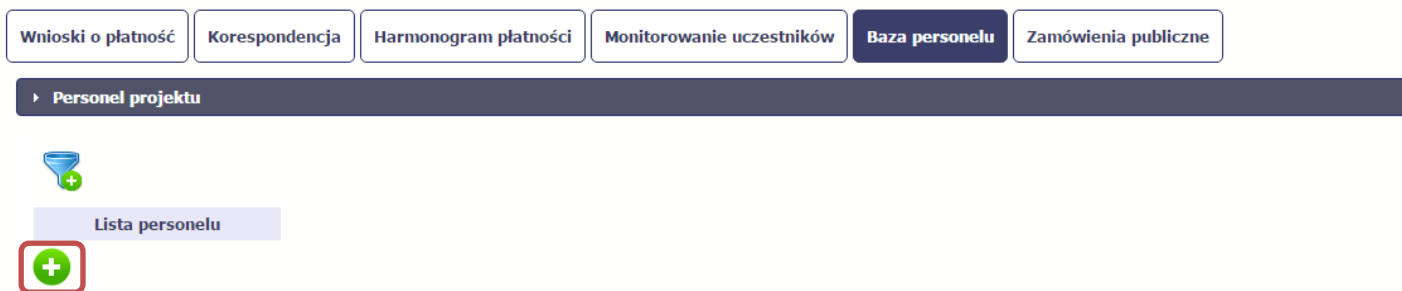 Wnioski o płatność Korespondencja Harmonogram płatności Monitorowanie uczestników Baza personelu Zamówienia publiczne
Personel projektu
Lista personelu